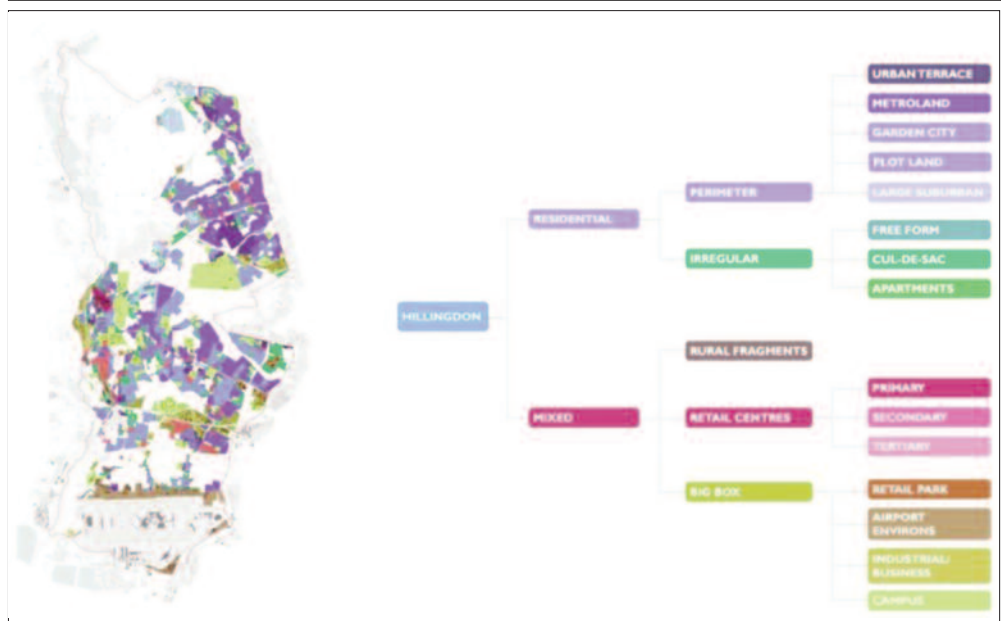 HILLINGDON
RESIDENTIAL
PERIMETER
URBAN TERRACE
METROLAND
GARDEN CITY
PLOT LAND
LARGE SUBURBAN
IRREGULAR
FREE FORM
CUL-DE-SAC
APARTMENTS
MIXED
RURAL FRAGMENTS
RETAIL CENTRES
PRIMARY
SECONDARY
TERTIARY
BIG BOX
RETAIL PARK
AIRPORT
ENVIRONS
INDUSTRIAL/
BUSINESS
CAMPUS